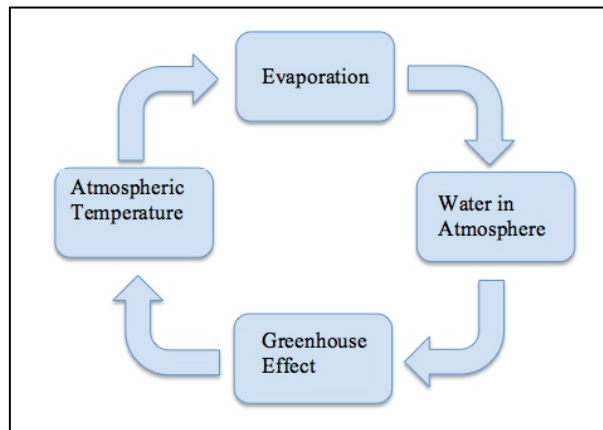 Evaporation
Atmospheric
Temperature
Water in
Atmosphere
Greenhouse
Effect